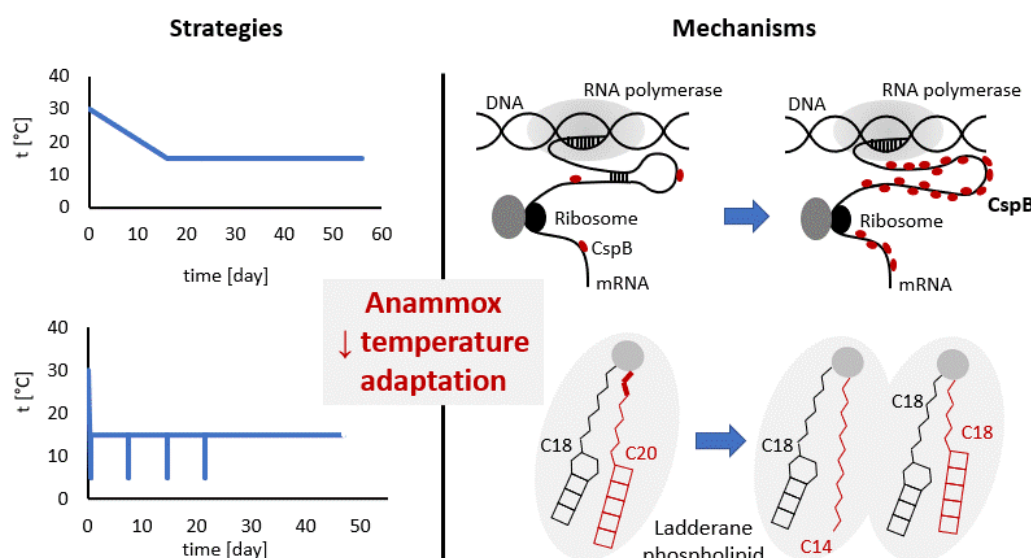 Strategies
Mechanisms
40
30
20
10
0
t [°C]
0 10 20 30 40 50 60
time [day]
DNA
RNA polymerase
Ribosome
CspB
mRNA
DNA
RNA polymerase
CspB
Ribosome
mRNA
Anammox
↓ temperature
adaptation
40
30
20
10
0
t [°C]
0 10 20 30 40 50
time [day]
C18
C20
C18
C14
C18
C18
Ladderane
phospholipid